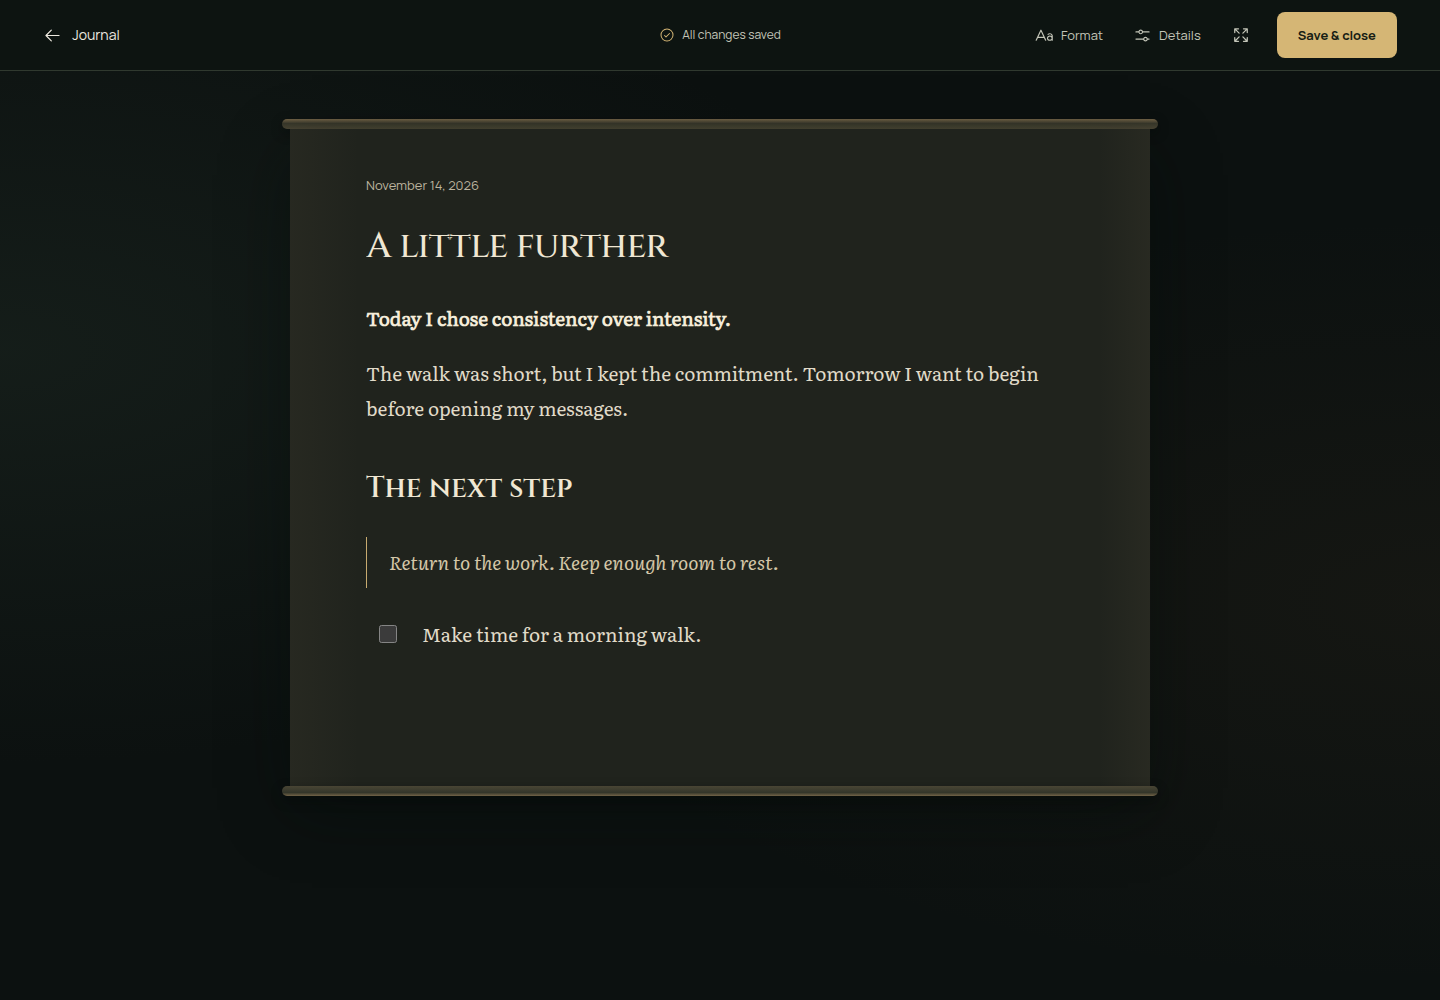 Journal
All changes saved
Aa Format
Details
Save & close
November 14, 2026
A little further
Today I chose consistency over intensity.
The walk was short, but I kept the commitment. Tomorrow I want to begin
before opening my messages.
The next step
Return to the work. Keep enough room to rest.
Make time for a morning walk.